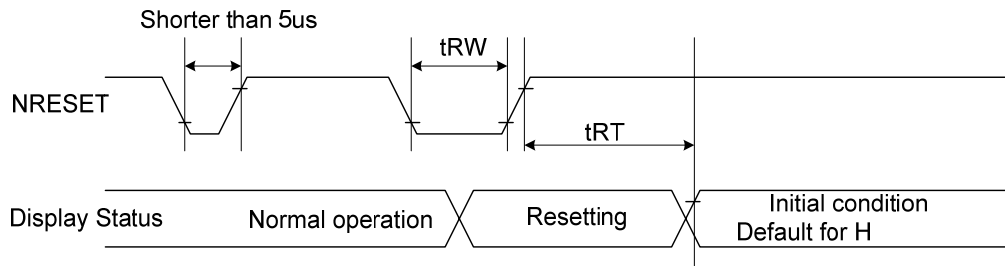 Shorter than 5us
tRW
NRESET
tRT
Display Status
Normal operation
Resetting
Initial condition
Default for H